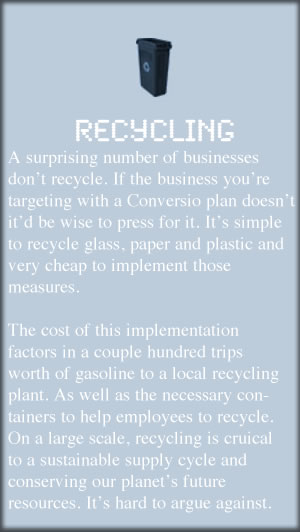 RECYCLING
A surprising number of businesses
don't recycle. If the business you're
targeting with a Conversio plan doesn't
it'd be wise to press for it. It's simple
to recycle glass, paper and plastic and
very cheap to implement those
measures.
The cost of this implementation
factors in a couple hundred trips
worth of gasoline to a local recycling
plant. As well as the necessary con-
tainers to help employees to recycle.
On a large scale, recycling is cruical
to a sustainable supply cycle and
conserving our planet's future
resources. It's hard to argue against.